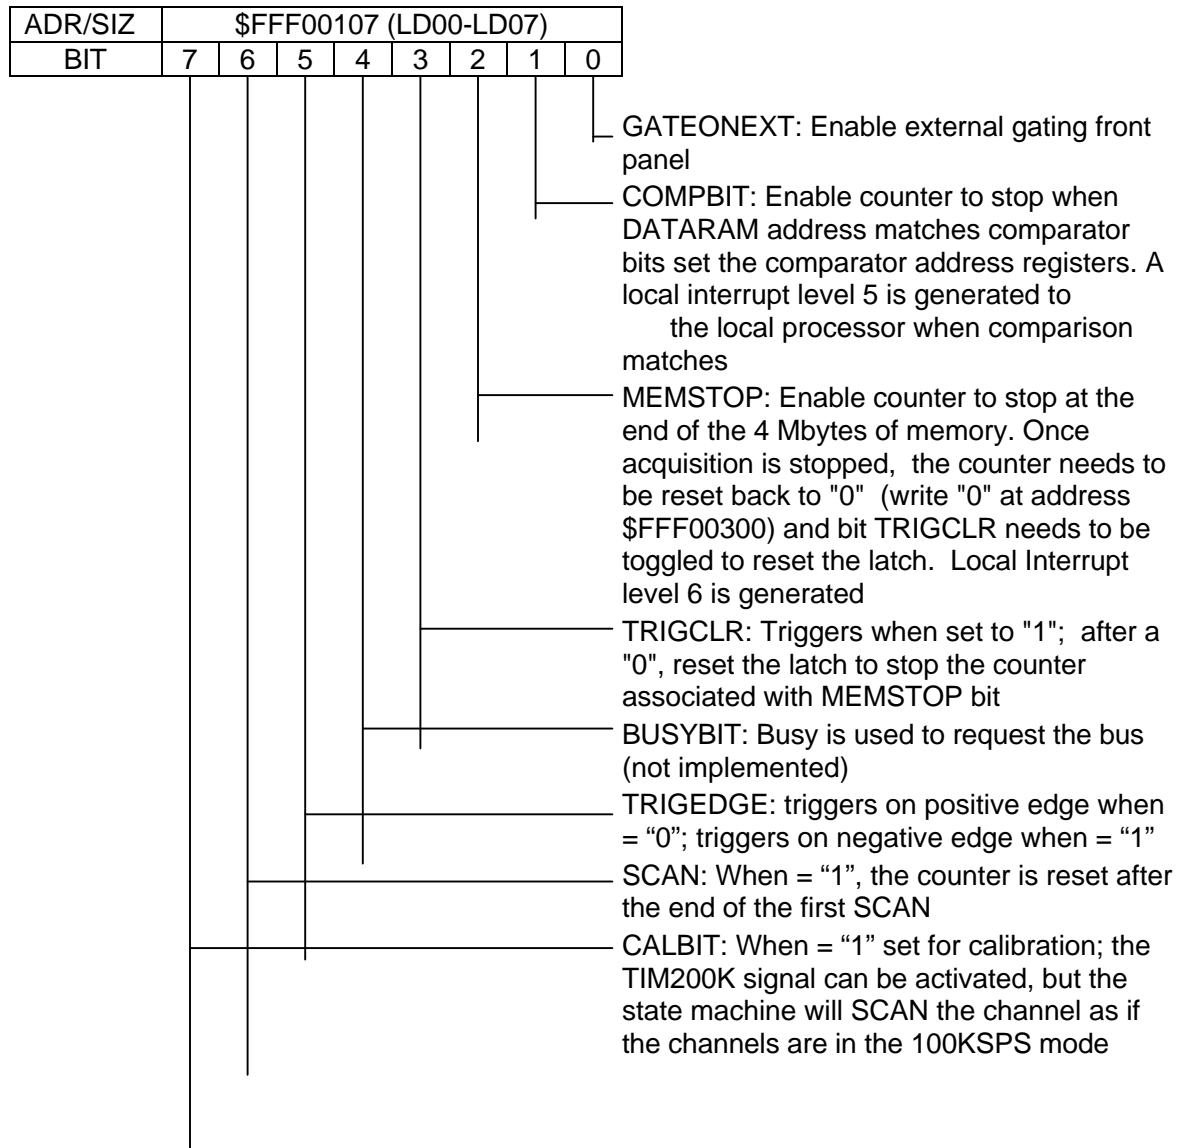 ADR/SIZ $FFF00107 (LD00-LD07)
BIT 7 6 5 4 3 2 1 0
GATEONEXT: Enable external gating front
panel
COMPBIT: Enable counter to stop when
DATARAM address matches comparator
bits set the comparator address registers. A
local interrupt level 5 is generated to
the local processor when comparison
matches
MEMSTOP: Enable counter to stop at the
end of the 4 Mbytes of memory. Once
acquisition is stopped,  the counter needs to
be reset back to "0"  (write "0" at address
$FFF00300) and bit TRIGCLR needs to be
toggled to reset the latch.  Local Interrupt
level 6 is generated
TRIGCLR: Triggers when set to "1";  after a
"0", reset the latch to stop the counter
associated with MEMSTOP bit
BUSYBIT: Busy is used to request the bus
(not implemented)
TRIGEDGE: triggers on positive edge when
= “0”; triggers on negative edge when = “1”
SCAN: When = “1”, the counter is reset after
the end of the first SCAN
CALBIT: When = “1” set for calibration; the
TIM200K signal can be activated, but the
state machine will SCAN the channel as if
the channels are in the 100KSPS mode